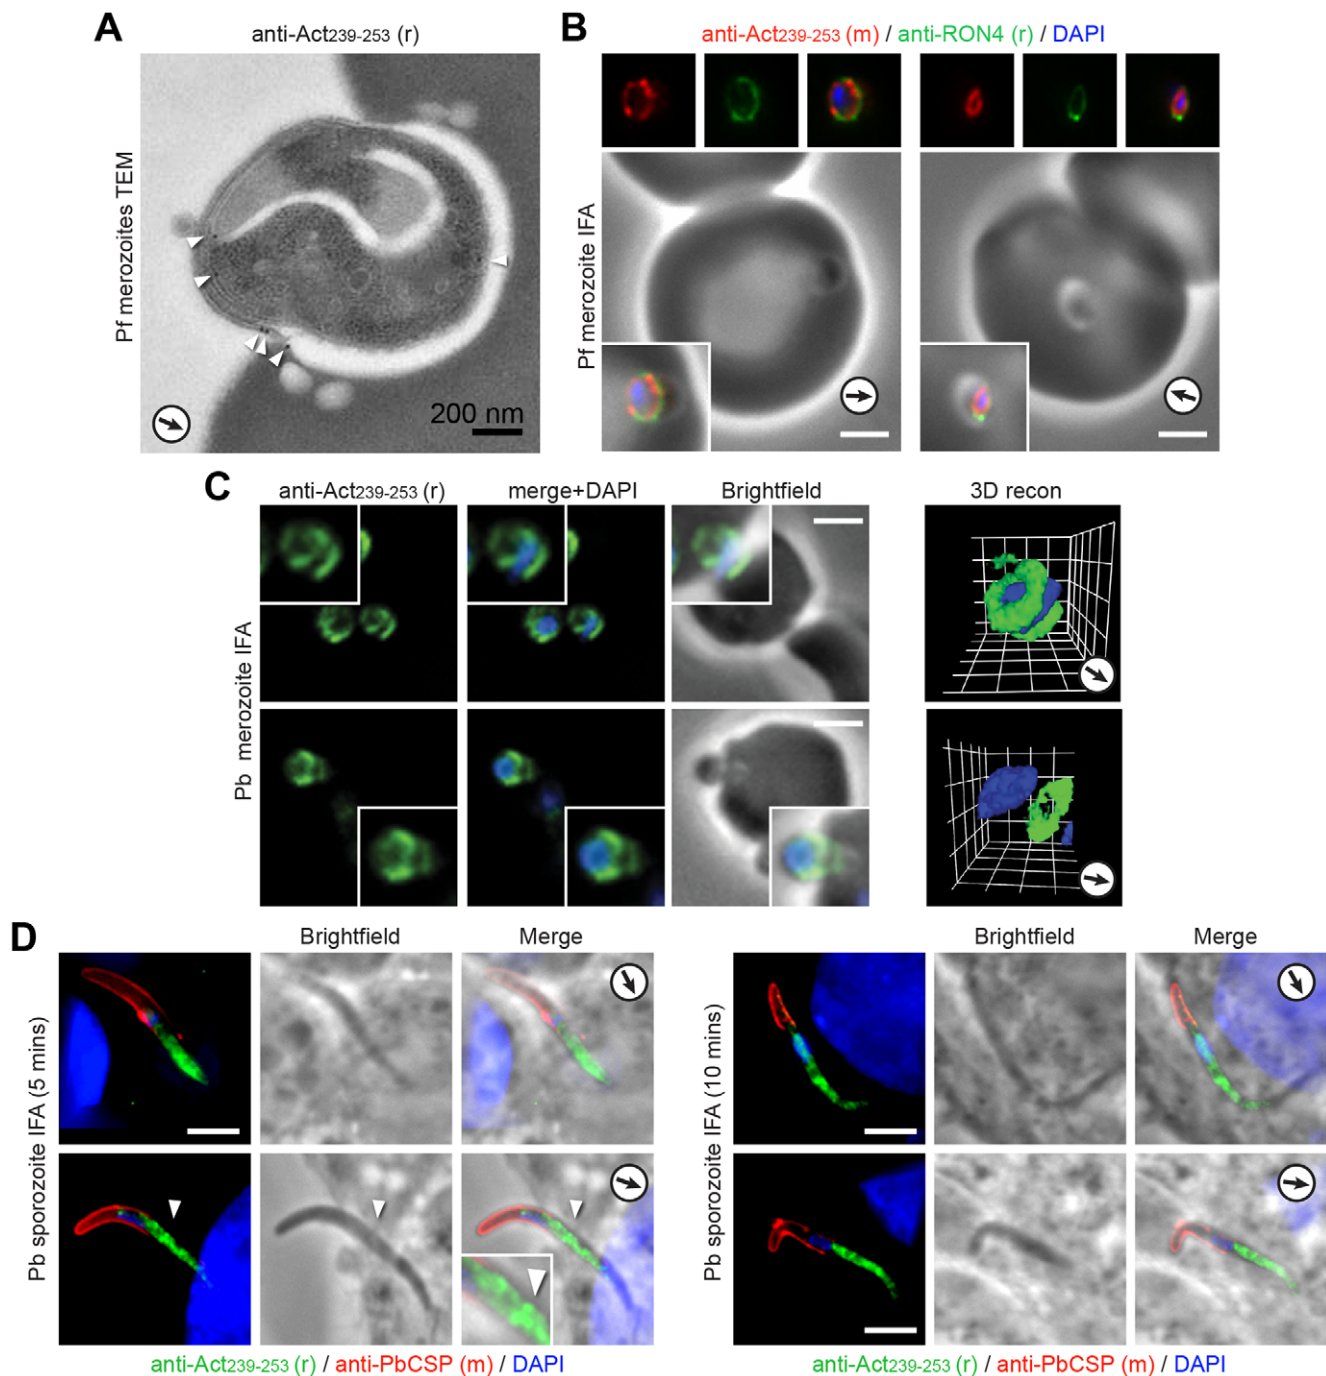 A
anti-Act239-253 (r)
Pf merozoites TEM
200 nm
B
anti-Act239-253 (m) / anti-RON4 (r) / DAPI
Pf merozoite IFA
C
anti-Act239-253 (r)
merge+DAPI
Brightfield
3D recon
Pb merozoite IFA
D
Brightfield
Merge
Pb sporozoite IFA (5 mins)
anti-Act239-253 (r) / anti-PbCSP (m) / DAPI
Brightfield
Merge
Pb sporozoite IFA (10 mins)
anti-Act239-253 (r) / anti-PbCSP (m) / DAPI